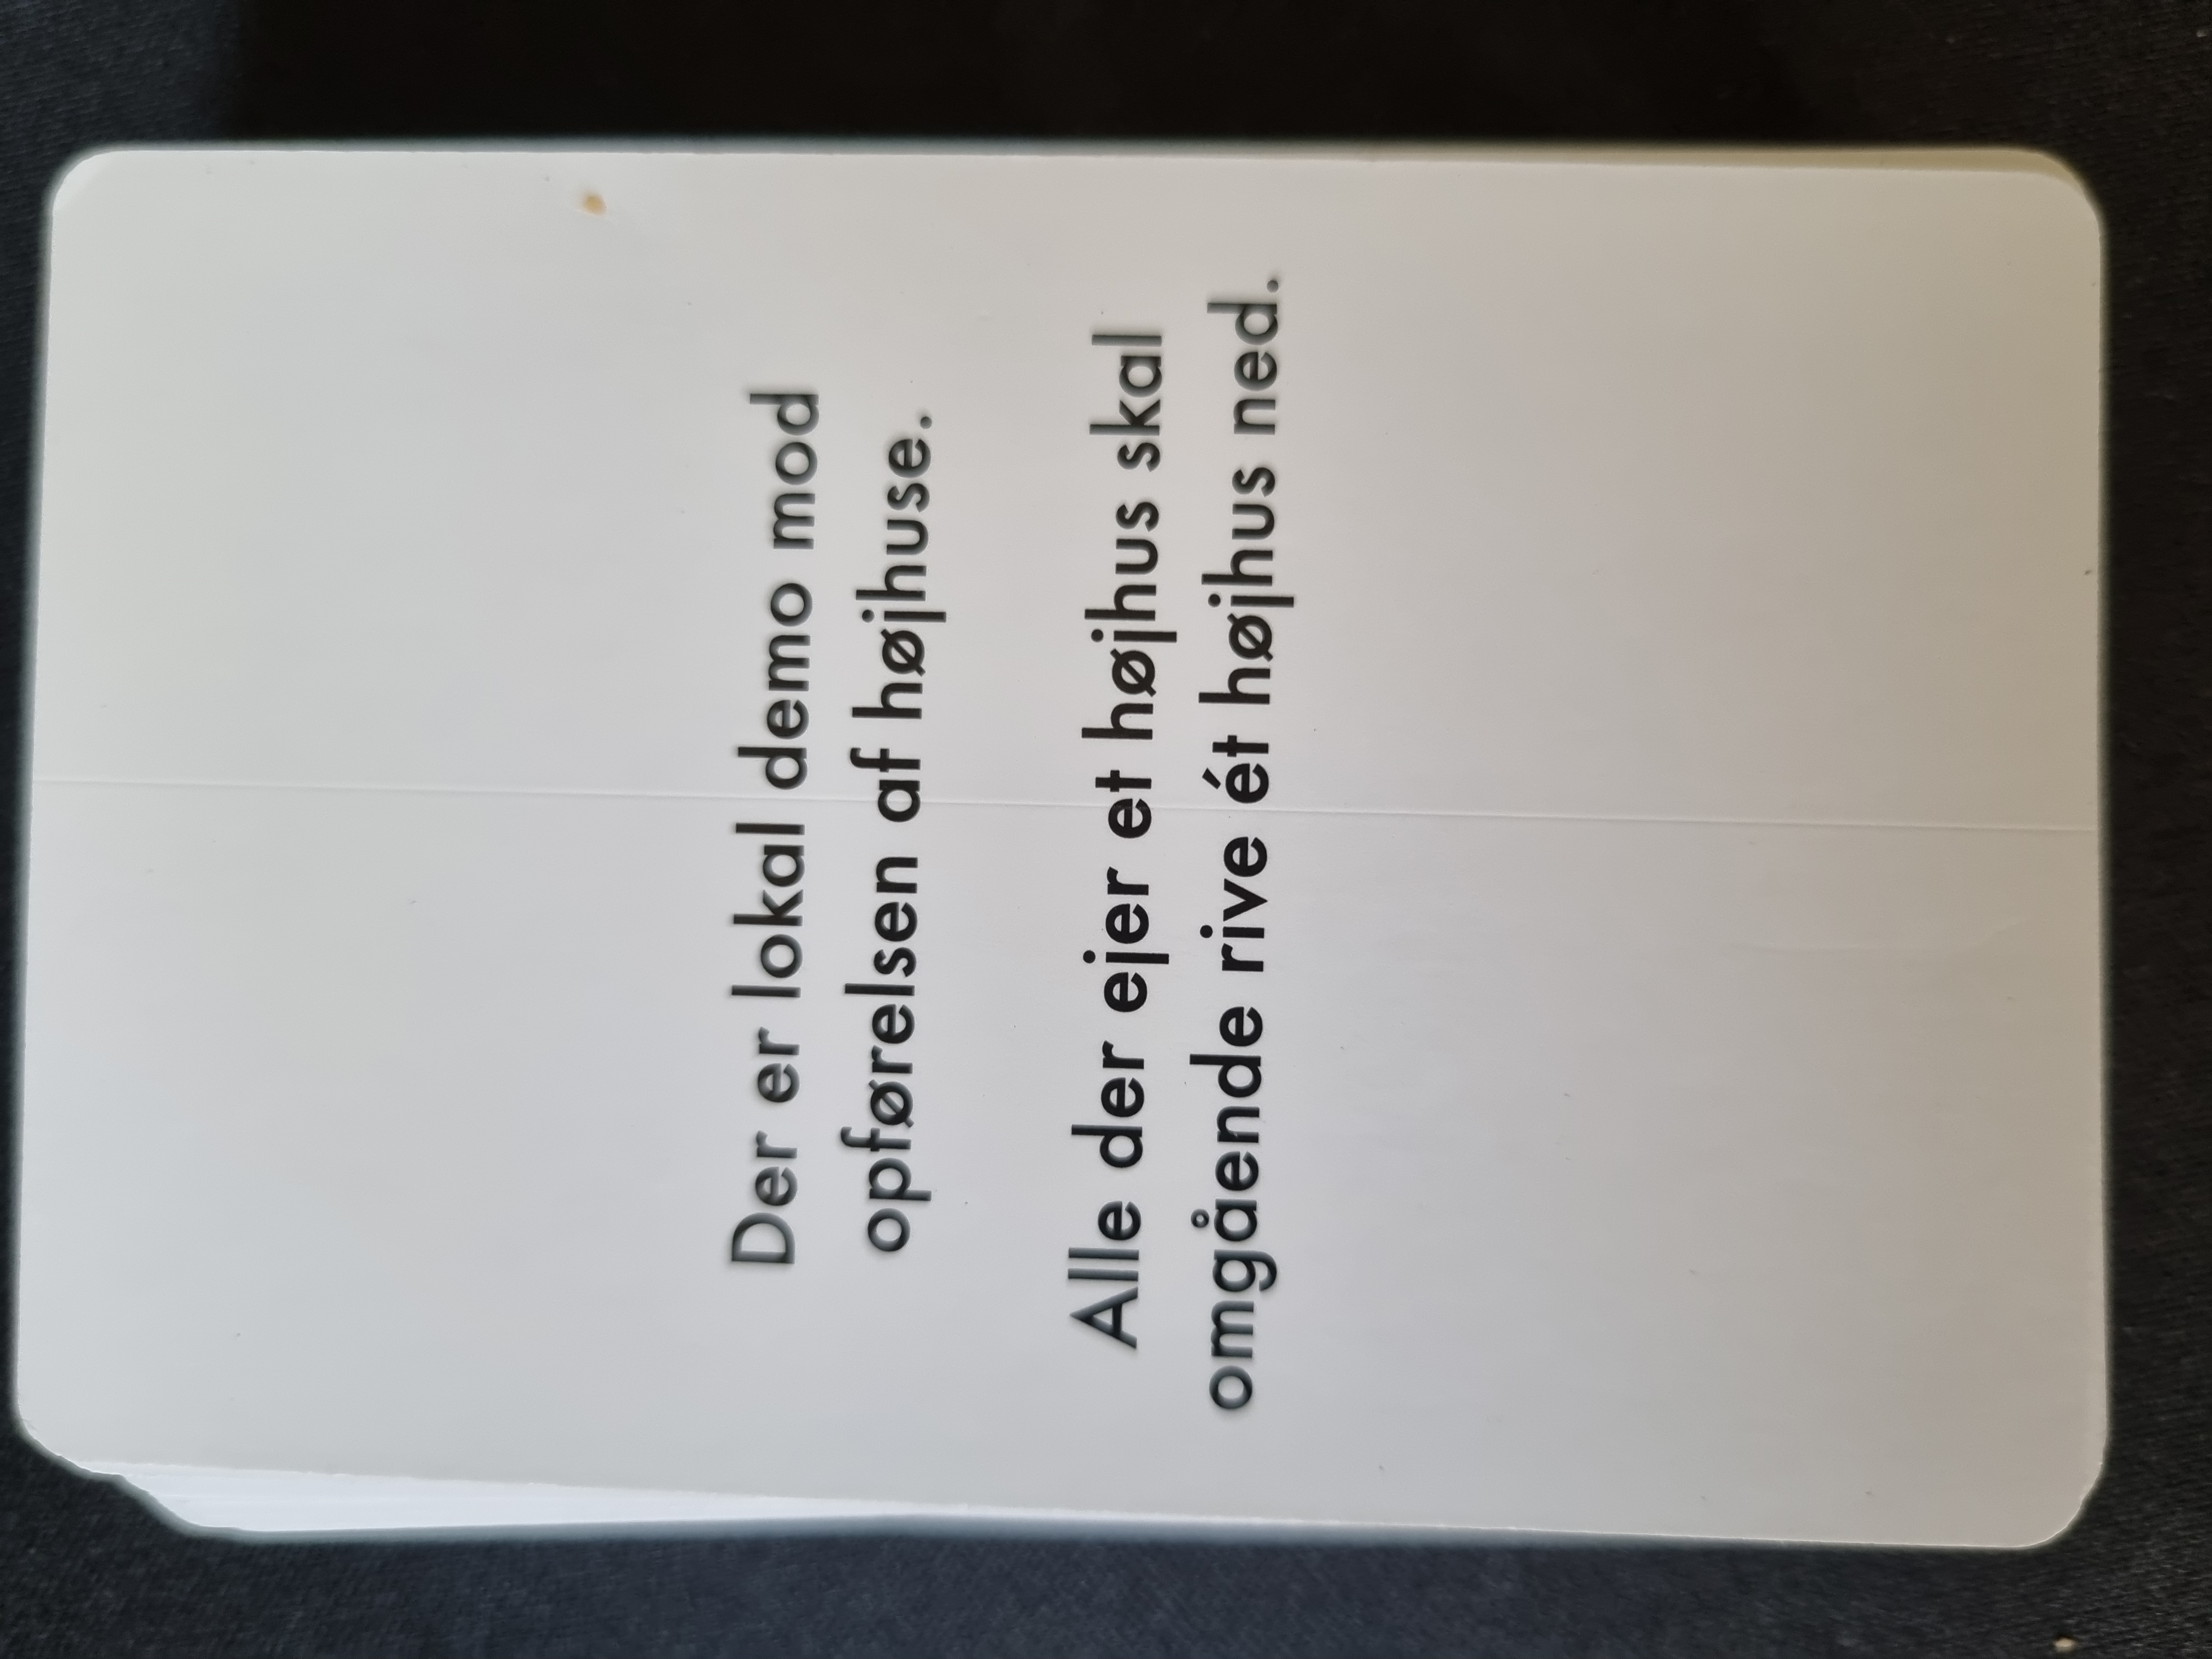 Der er lokal demo mod
opførelsen af højhuse.
Alle der ejer et højhus skal
omgående rive ét højhus ned.